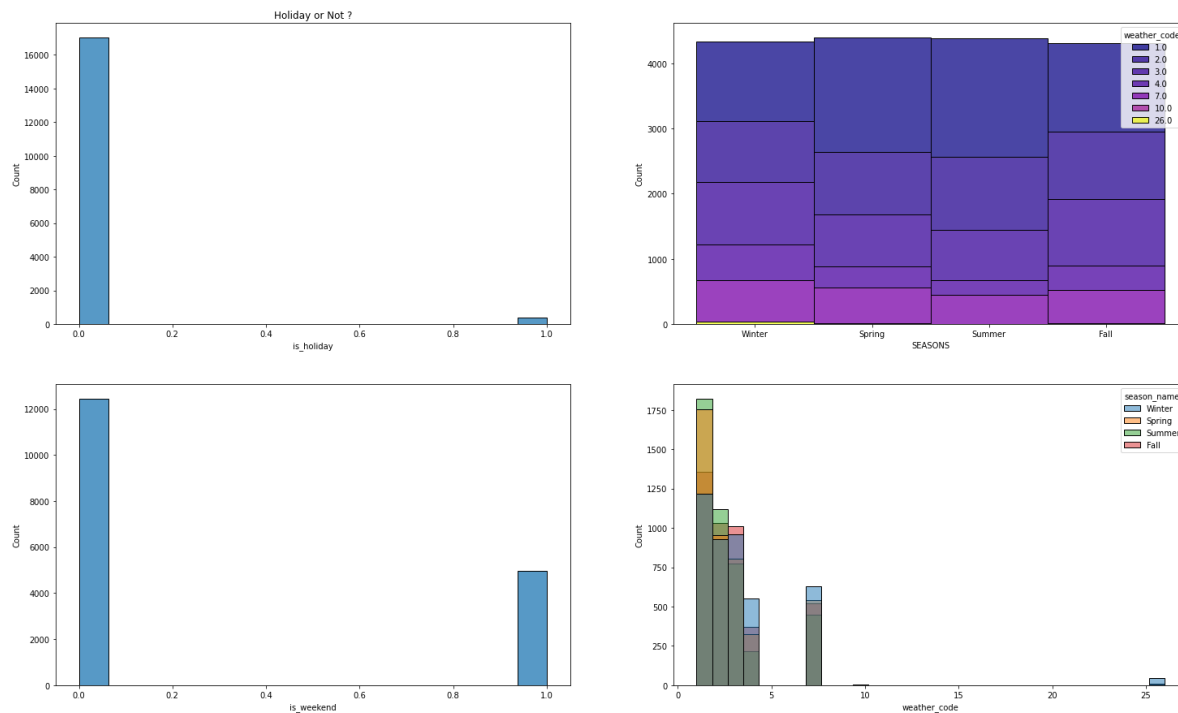 Holiday or Not ?
16000
14000
12000
10000
8000
6000
4000
2000
0
Count
0.0 0.2 0.4 0.6 0.8 1.0
is_holiday
4000
3000
2000
1000
0
Count
Winter Spring Summer Fall
SEASONS
weather_code
1.0
2.0
3.0
4.0
7.0
10.0
26.0
12000
10000
8000
6000
4000
2000
0
Count
0.0 0.2 0.4 0.6 0.8 1.0
is_weekend
1750
1500
1250
1000
750
500
250
0
Count
0 5 10 15 20 25
weather_code
season_name
Winter
Spring
Summer
Fall